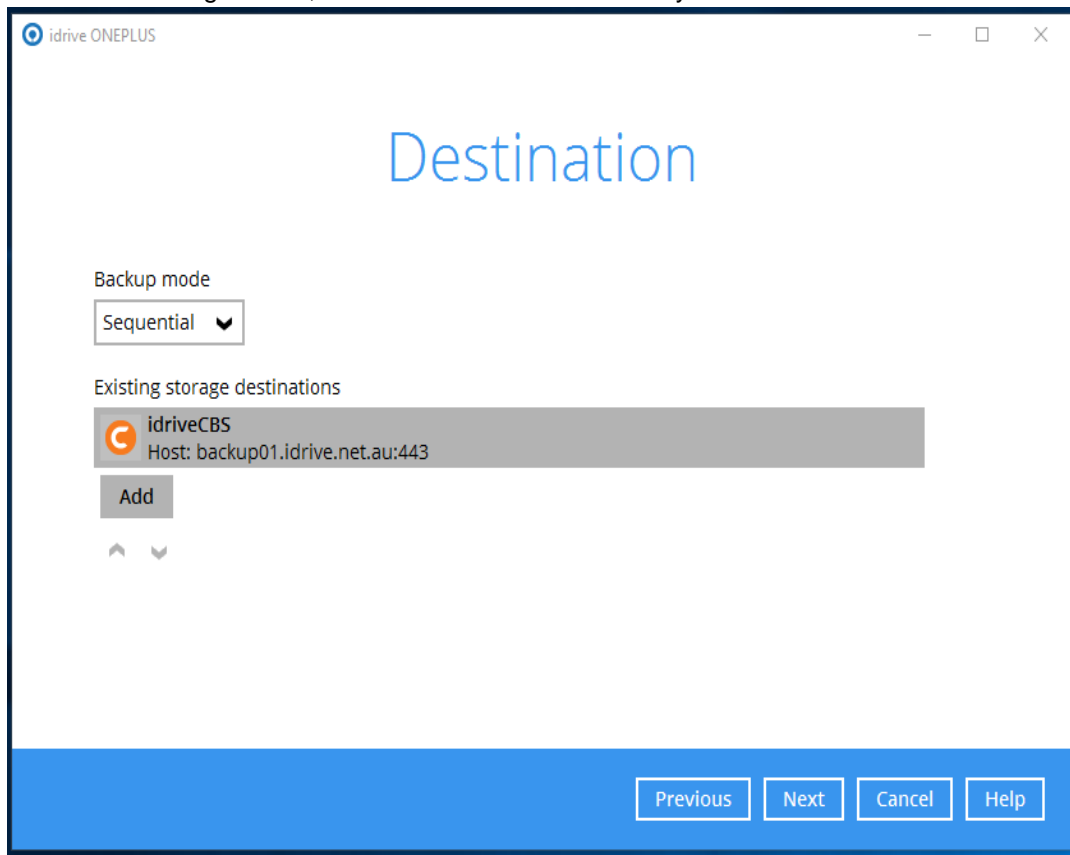 idrive ONEPLUS
Destination
Backup mode
Sequential
Existing storage destinations
idriveCBS
Host: backup01.idrive.net.au:443
Add
Previous Next Cancel Help